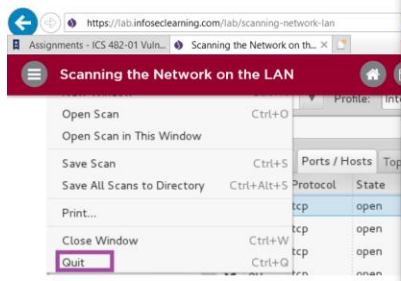 https://lab.infoseclearning.com/lab/scanning-network-lan
Assignments - ICS 482-01 Vuln... Scanning the Network on th... ×
Scanning the Network on the LAN
Profile:
Open Scan Ctrl+O
Open Scan in This Window
Save Scan Ctrl+S Ports / Hosts Top
Save All Scans to Directory Ctrl+Alt+S Protocol State
Print... tcp open
Close Window Ctrl+W tcp open
tcp open
Quit Ctrl+Q tcp open